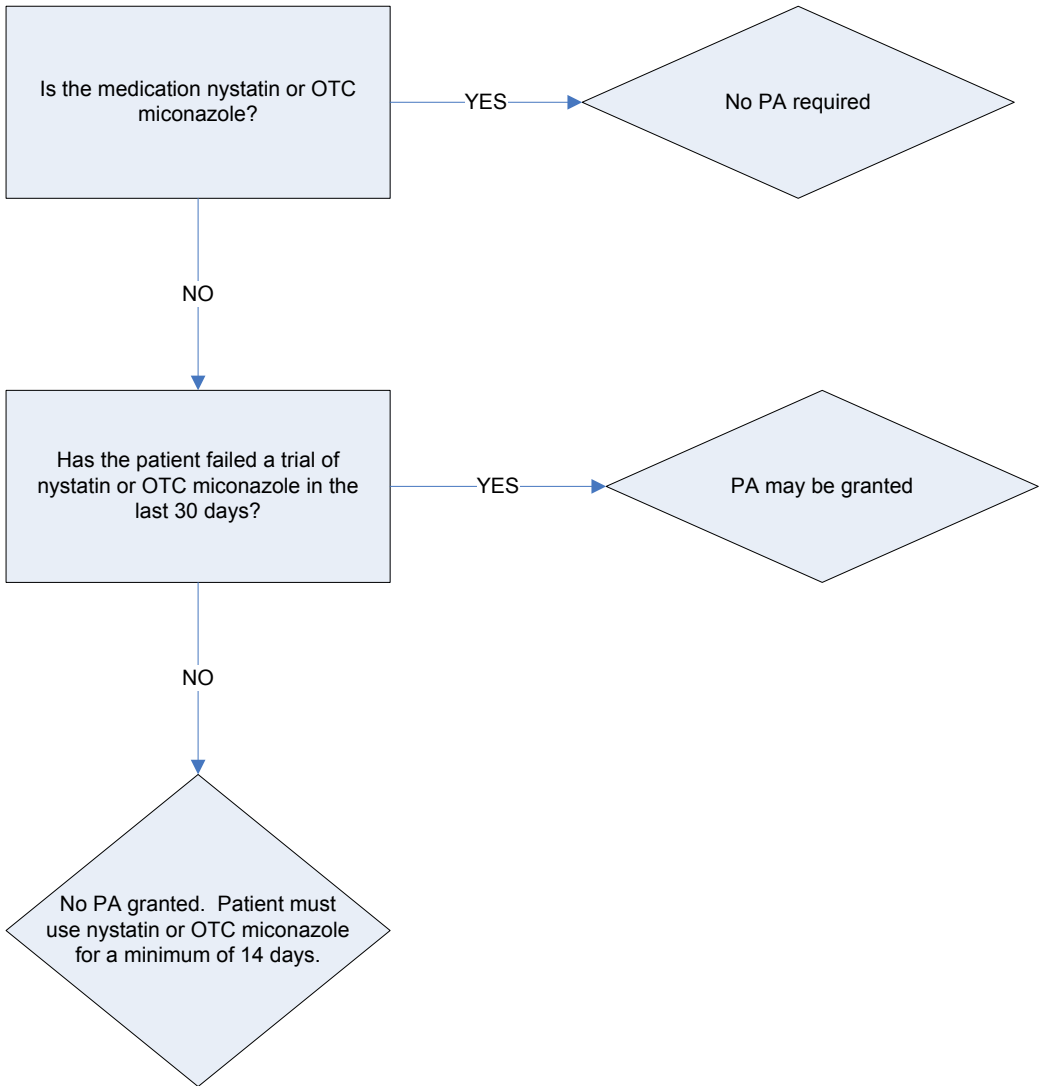 Is the medication nystatin or OTC
miconazole?
YES
No PA required
NO
Has the patient failed a trial of
nystatin or OTC miconazole in the
last 30 days?
YES
PA may be granted
NO
No PA granted.  Patient must
use nystatin or OTC miconazole
for a minimum of 14 days.